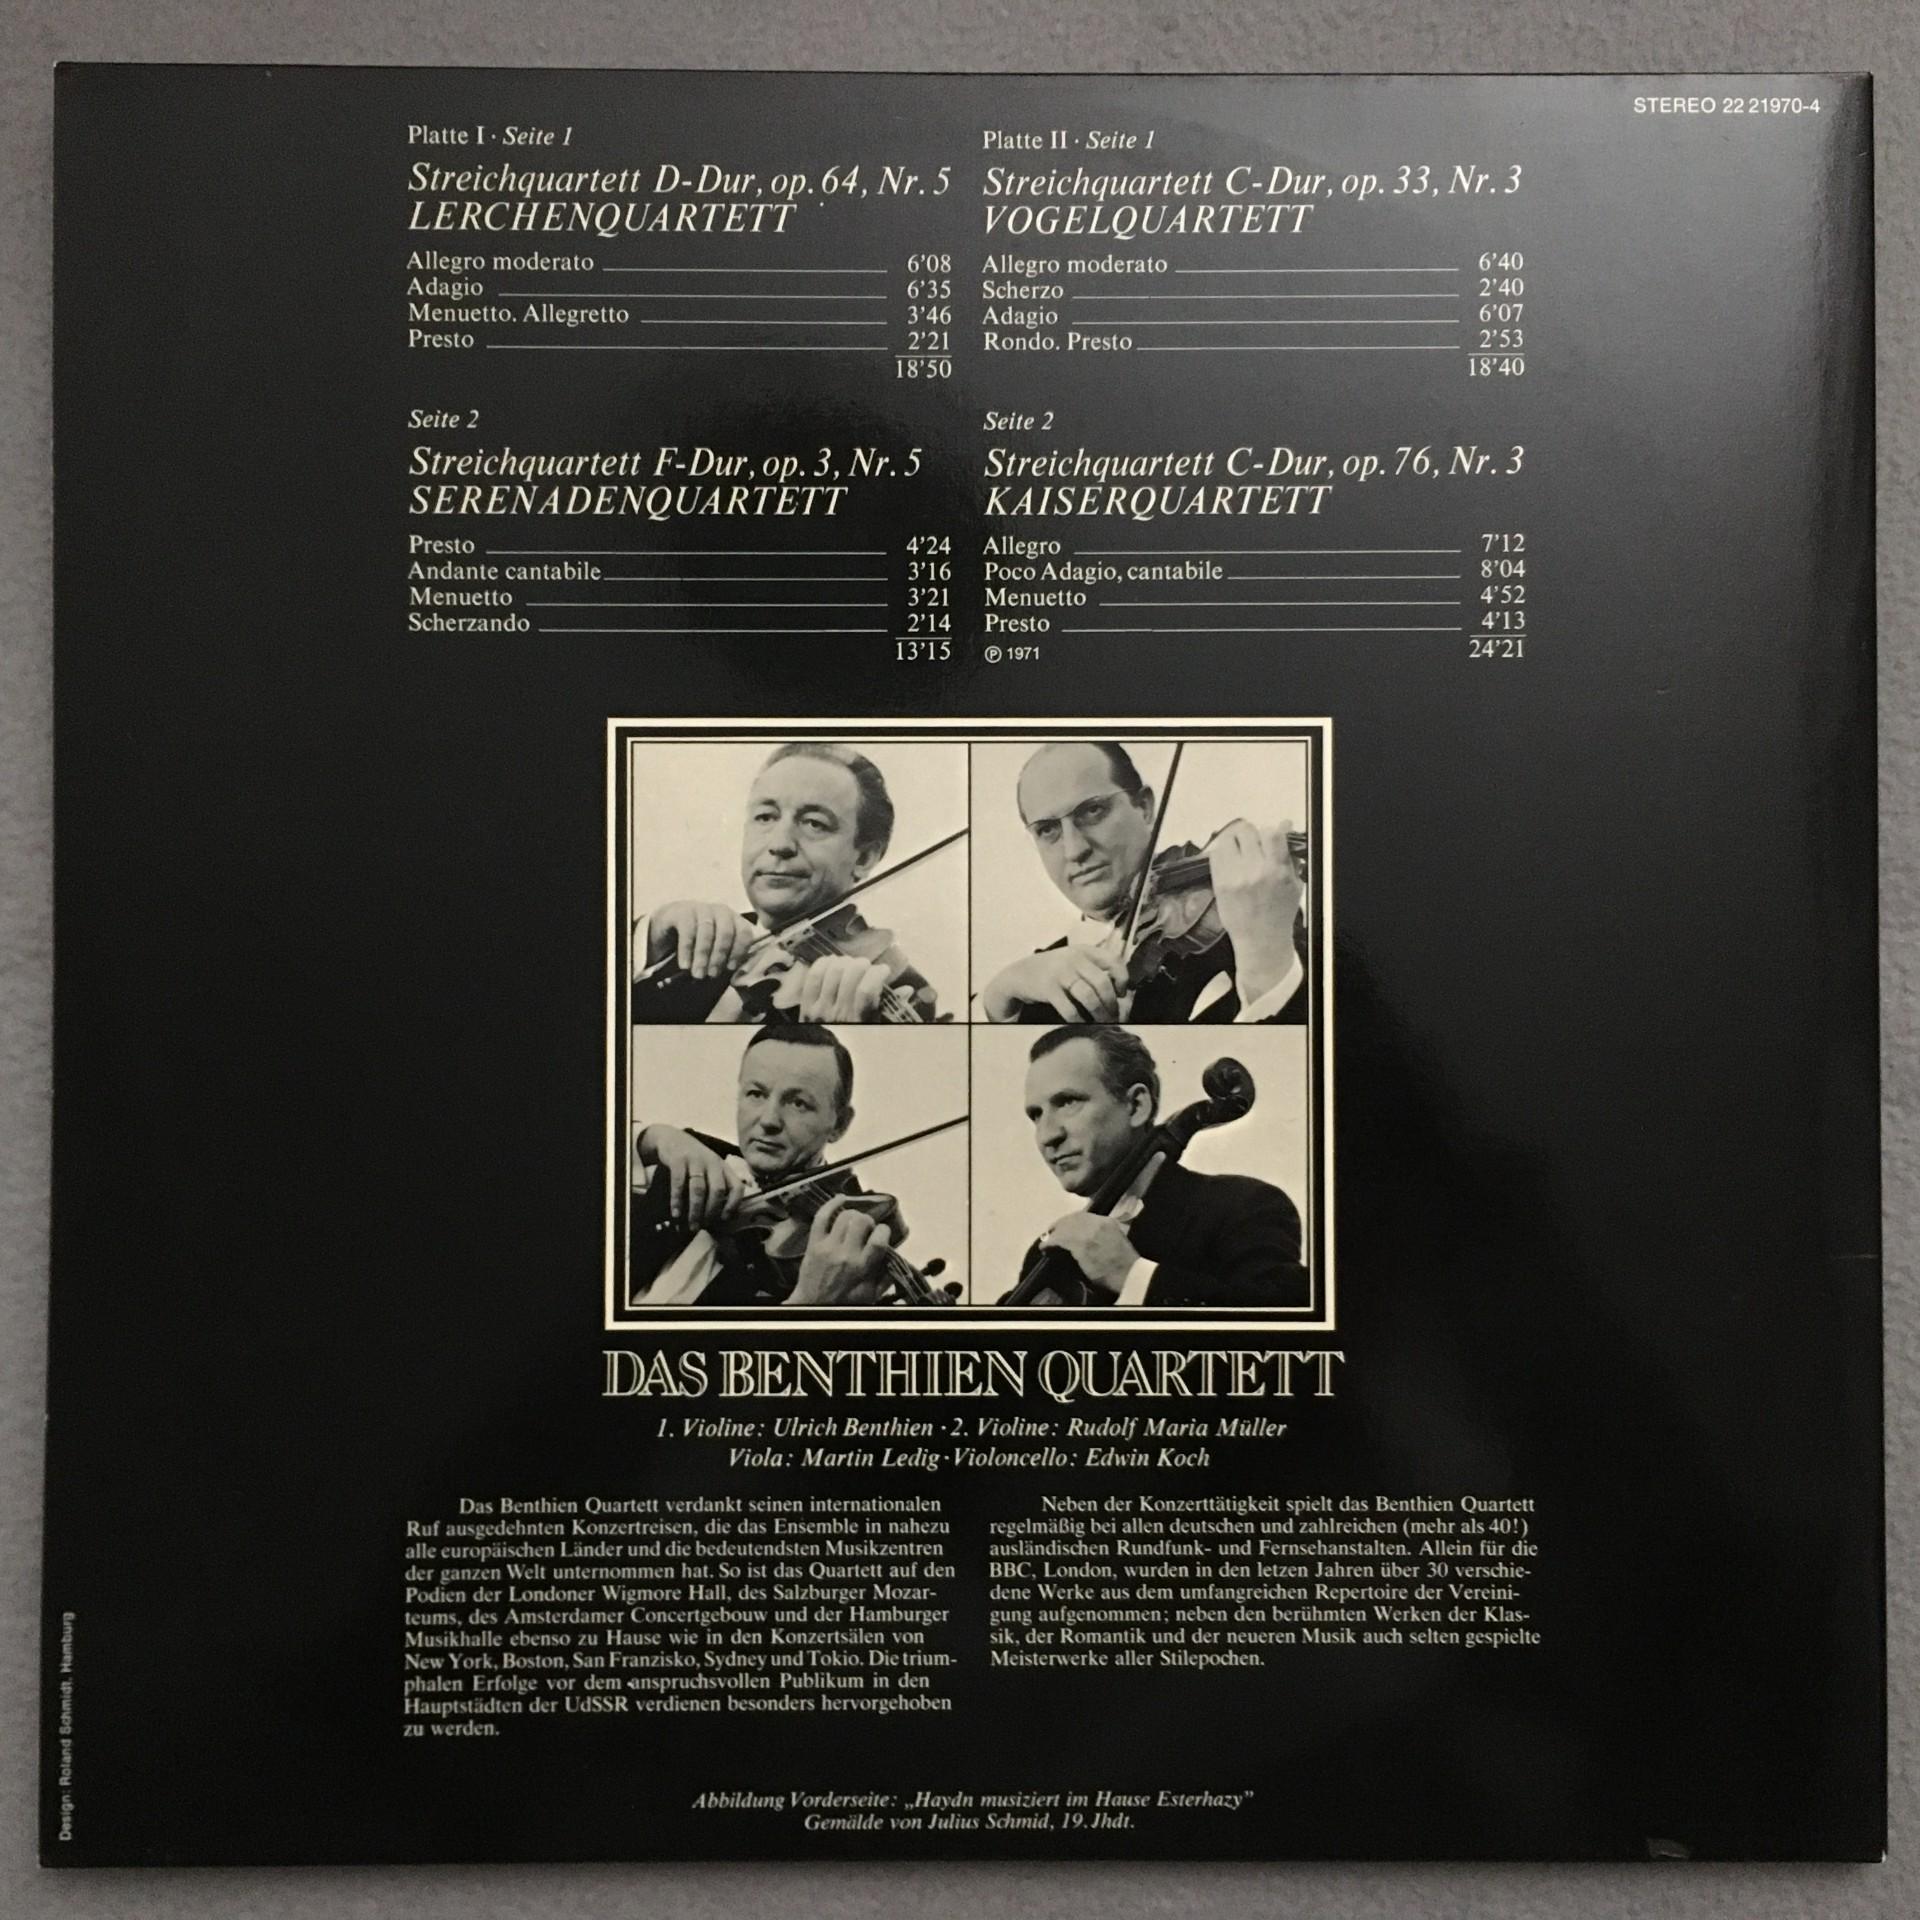 STEREO 22 21970-4
Platte I · Seite 1
Streichquartett D-Dur, op. 64, Nr. 5
LERCHENQUARTETT
Allegro moderato 6’08
Adagio 6’35
Menuetto. Allegretto 3’46
Presto 2’21
18’50
Seite 2
Streichquartett F-Dur, op. 3, Nr. 5
SERENADENQUARTETT
Presto 4’24
Andante cantabile 3’16
Menuetto 3’21
Scherzando 2’14
13’15
Platte II · Seite 1
Streichquartett C-Dur, op. 33, Nr. 3
VOGELQUARTETT
Allegro moderato 6’40
Scherzo 2’40
Adagio 6’07
Rondo. Presto 2’53
18’40
Seite 2
Streichquartett C-Dur, op. 76, Nr. 3
KAISERQUARTETT
Allegro 7’12
Poco Adagio, cantabile 8’04
Menuetto 4’52
Presto 4’13
℗ 1971 24’21
DAS BENTHIEN QUARTETT
1. Violine: Ulrich Benthien · 2. Violine: Rudolf Maria Müller
Viola: Martin Ledig · Violoncello: Edwin Koch
Das Benthien Quartett verdankt seinen internationalen
Ruf ausgedehnten Konzertreisen, die das Ensemble in nahezu
alle europäischen Länder und die bedeutendsten Musikzentren
der ganzen Welt unternommen hat. So ist das Quartett auf den
Podien der Londoner Wigmore Hall, des Salzburger Mozar-
teums, des Amsterdamer Concertgebouw und der Hamburger
Musikhalle ebenso zu Hause wie in den Konzertsälen von
New York, Boston, San Franzisko, Sydney und Tokio. Die trium-
phalen Erfolge vor dem anspruchsvollen Publikum in den
Hauptstädten der UdSSR verdienen besonders hervorgehoben
zu werden.
Neben der Konzerttätigkeit spielt das Benthien Quartett
regelmäßig bei allen deutschen und zahlreichen (mehr als 40!)
ausländischen Rundfunk- und Fernsehanstalten. Allein für die
BBC, London, wurden in den letzen Jahren über 30 verschie-
dene Werke aus dem umfangreichen Repertoire der Vereini-
gung aufgenommen; neben den berühmten Werken der Klas-
sik, der Romantik und der neueren Musik auch selten gespielte
Meisterwerke aller Stilepochen.
Abbildung Vorderseite: „Haydn musiziert im Hause Esterhazy”
Gemälde von Julius Schmid, 19. Jhdt.
Design: Roland Schmidt, Hamburg